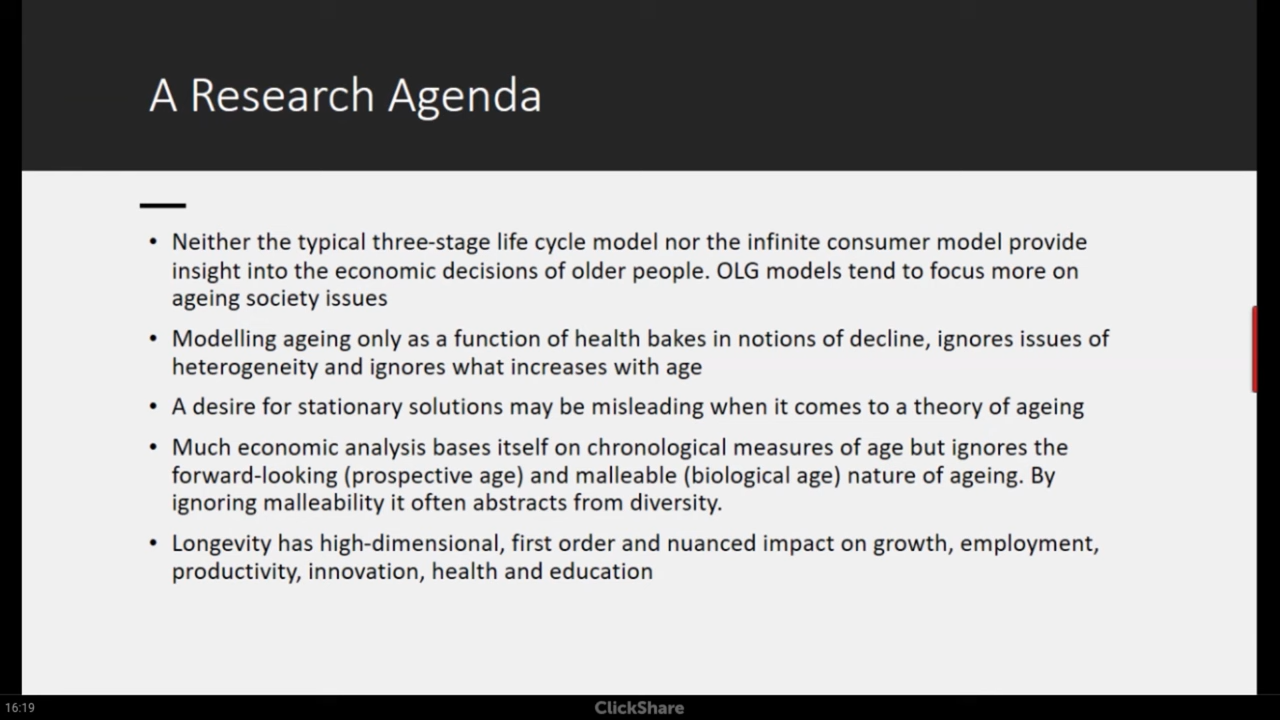 A Research Agenda
• Neither the typical three-stage life cycle model nor the infinite consumer model provide
insight into the economic decisions of older people. OLG models tend to focus more on
ageing society issues
• Modelling ageing only as a function of health bakes in notions of decline, ignores issues of
heterogeneity and ignores what increases with age
• A desire for stationary solutions may be misleading when it comes to a theory of ageing
• Much economic analysis bases itself on chronological measures of age but ignores the
forward-looking (prospective age) and malleable (biological age) nature of ageing. By
ignoring malleability it often abstracts from diversity.
• Longevity has high-dimensional, first order and nuanced impact on growth, employment,
productivity, innovation, health and education
16:19
ClickShare